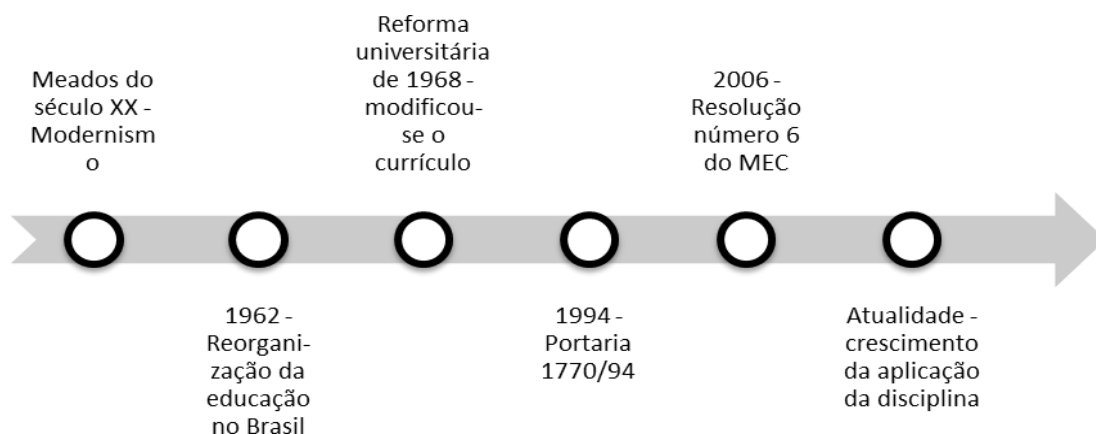 Meados do
século XX -
Modernism
o
1962 -
Reorgani-
zação da
educação
no Brasil
Reforma
universitária
de 1968 -
modificou-
se o
currículo
1994 -
Portaria
1770/94
2006 -
Resolução
número 6
do MEC
Atualidade -
crescimento
da aplicação
da disciplina